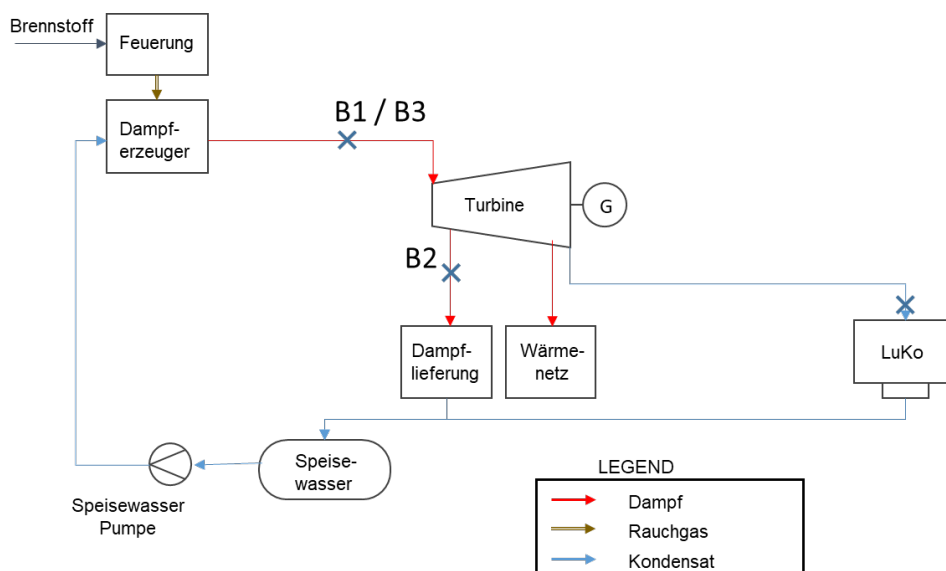 Brennstoff
Feuerung
Dampf-
erzeuger
B1 / B3
Turbine
G
B2
Dampf-
lieferung
Wärme-
netz
LuKo
Speise-
wasser
Speisewasser
Pumpe
LEGEND
Dampf
Rauchgas
Kondensat